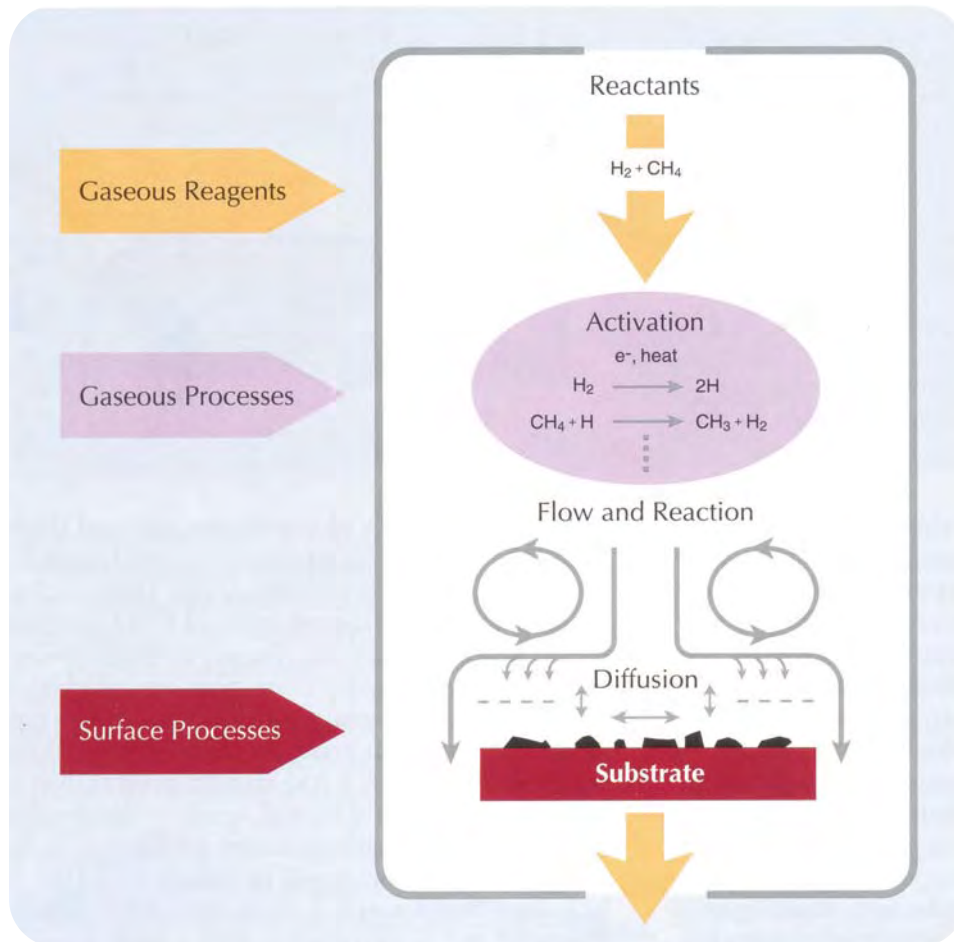 Reactants
H₂ + CH₄
Gaseous Reagents
Activation
e⁻, heat
H₂ → 2H
Gaseous Processes
CH₄ + H → CH₃ + H₂
Flow and Reaction
Diffusion
Surface Processes
Substrate